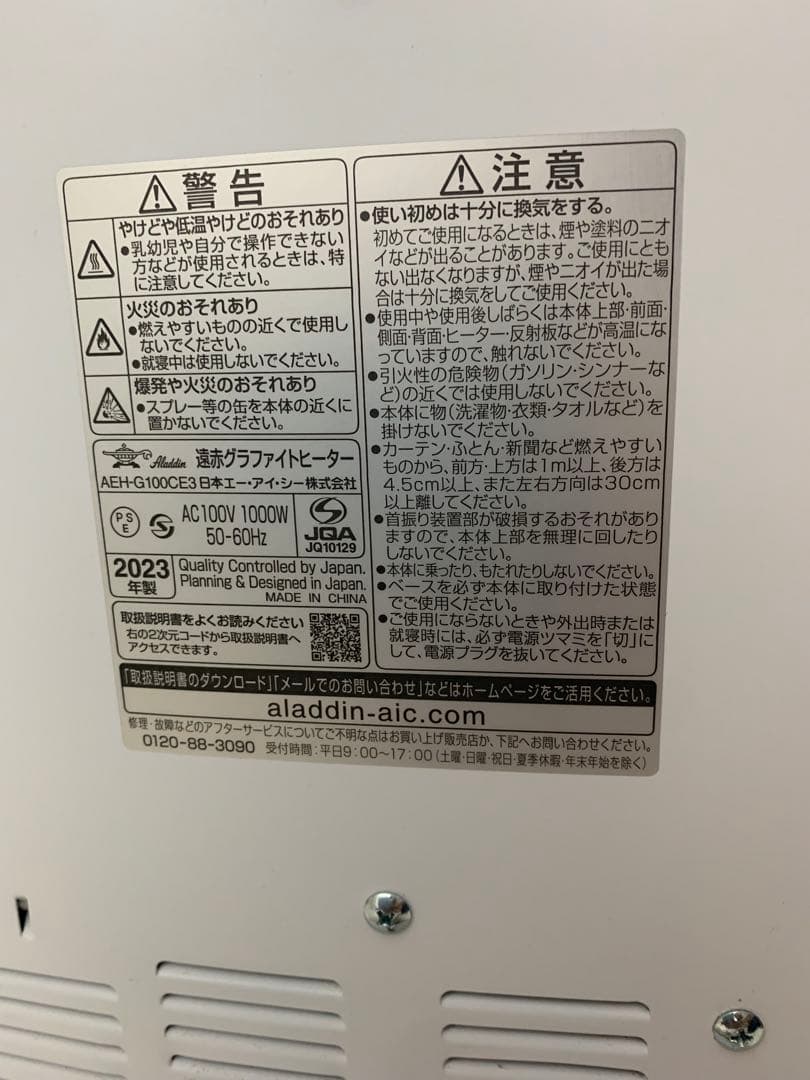 警告
やけどや低温やけどのおそれあり
●乳幼児や自分で操作できない
方などが使用されるときは、特
に注意してください。
火災のおそれあり
●燃えやすいものの近くで使用し
ないでください。
●就寝中は使用しないでください。
爆発や火災のおそれあり
●スプレー等の缶を本体の近くに
置かないでください。
Aladdin 遠赤グラファイトヒーター
AEH-G100CE3 日本エー・アイ・シー株式会社
PS
E
AC100V 1000W
50-60Hz
JQA
JQ10129
2023
年製
Quality Controlled by Japan.
Planning & Designed in Japan.
MADE IN CHINA
取扱説明書をよくお読みください
右の2次元コードから取扱説明書へ
アクセスできます。
注意
●使い初めは十分に換気をする。
初めてご使用になるときは、煙や塗料のニオ
イなどが出ることがあります。ご使用にとも
ない出なくなりますが、煙やニオイが出た場
合は十分に換気をしてご使用ください。
●使用中や使用後しばらくは本体上部・前面・
側面・背面・ヒーター・反射板などが高温にな
っていますので、触れないでください。
●引火性の危険物(ガソリン・シンナーな
ど)の近くでは使用しないでください。
●本体に物(洗濯物・衣類・タオルなど)を
掛けないでください。
●カーテン・ふとん・新聞など燃えやすい
ものから、前方・上方は1m以上、後方は
4.5cm以上、また左右方向は30cm
以上離してください。
●首振り装置部が破損するおそれがあり
ますので、本体上部を無理に回したり
しないでください。
●本体に乗ったり、もたれたりしないでください。
●ベースを必ず本体に取り付けた状態
でご使用ください。
●ご使用にならないときや外出時または
就寝時には、必ず電源ツマミを「切」に
して、電源プラグを抜いてください。
「取扱説明書のダウンロード」「メールでのお問い合わせ」などはホームページをご活用ください。
aladdin-aic.com
修理・故障などのアフターサービスについてご不明な点はお買い上げ販売店か、下記へお問い合わせください。
0120-88-3090 受付時間:平日9:00～17:00(土曜・日曜・祝日・夏季休暇・年末年始を除く)